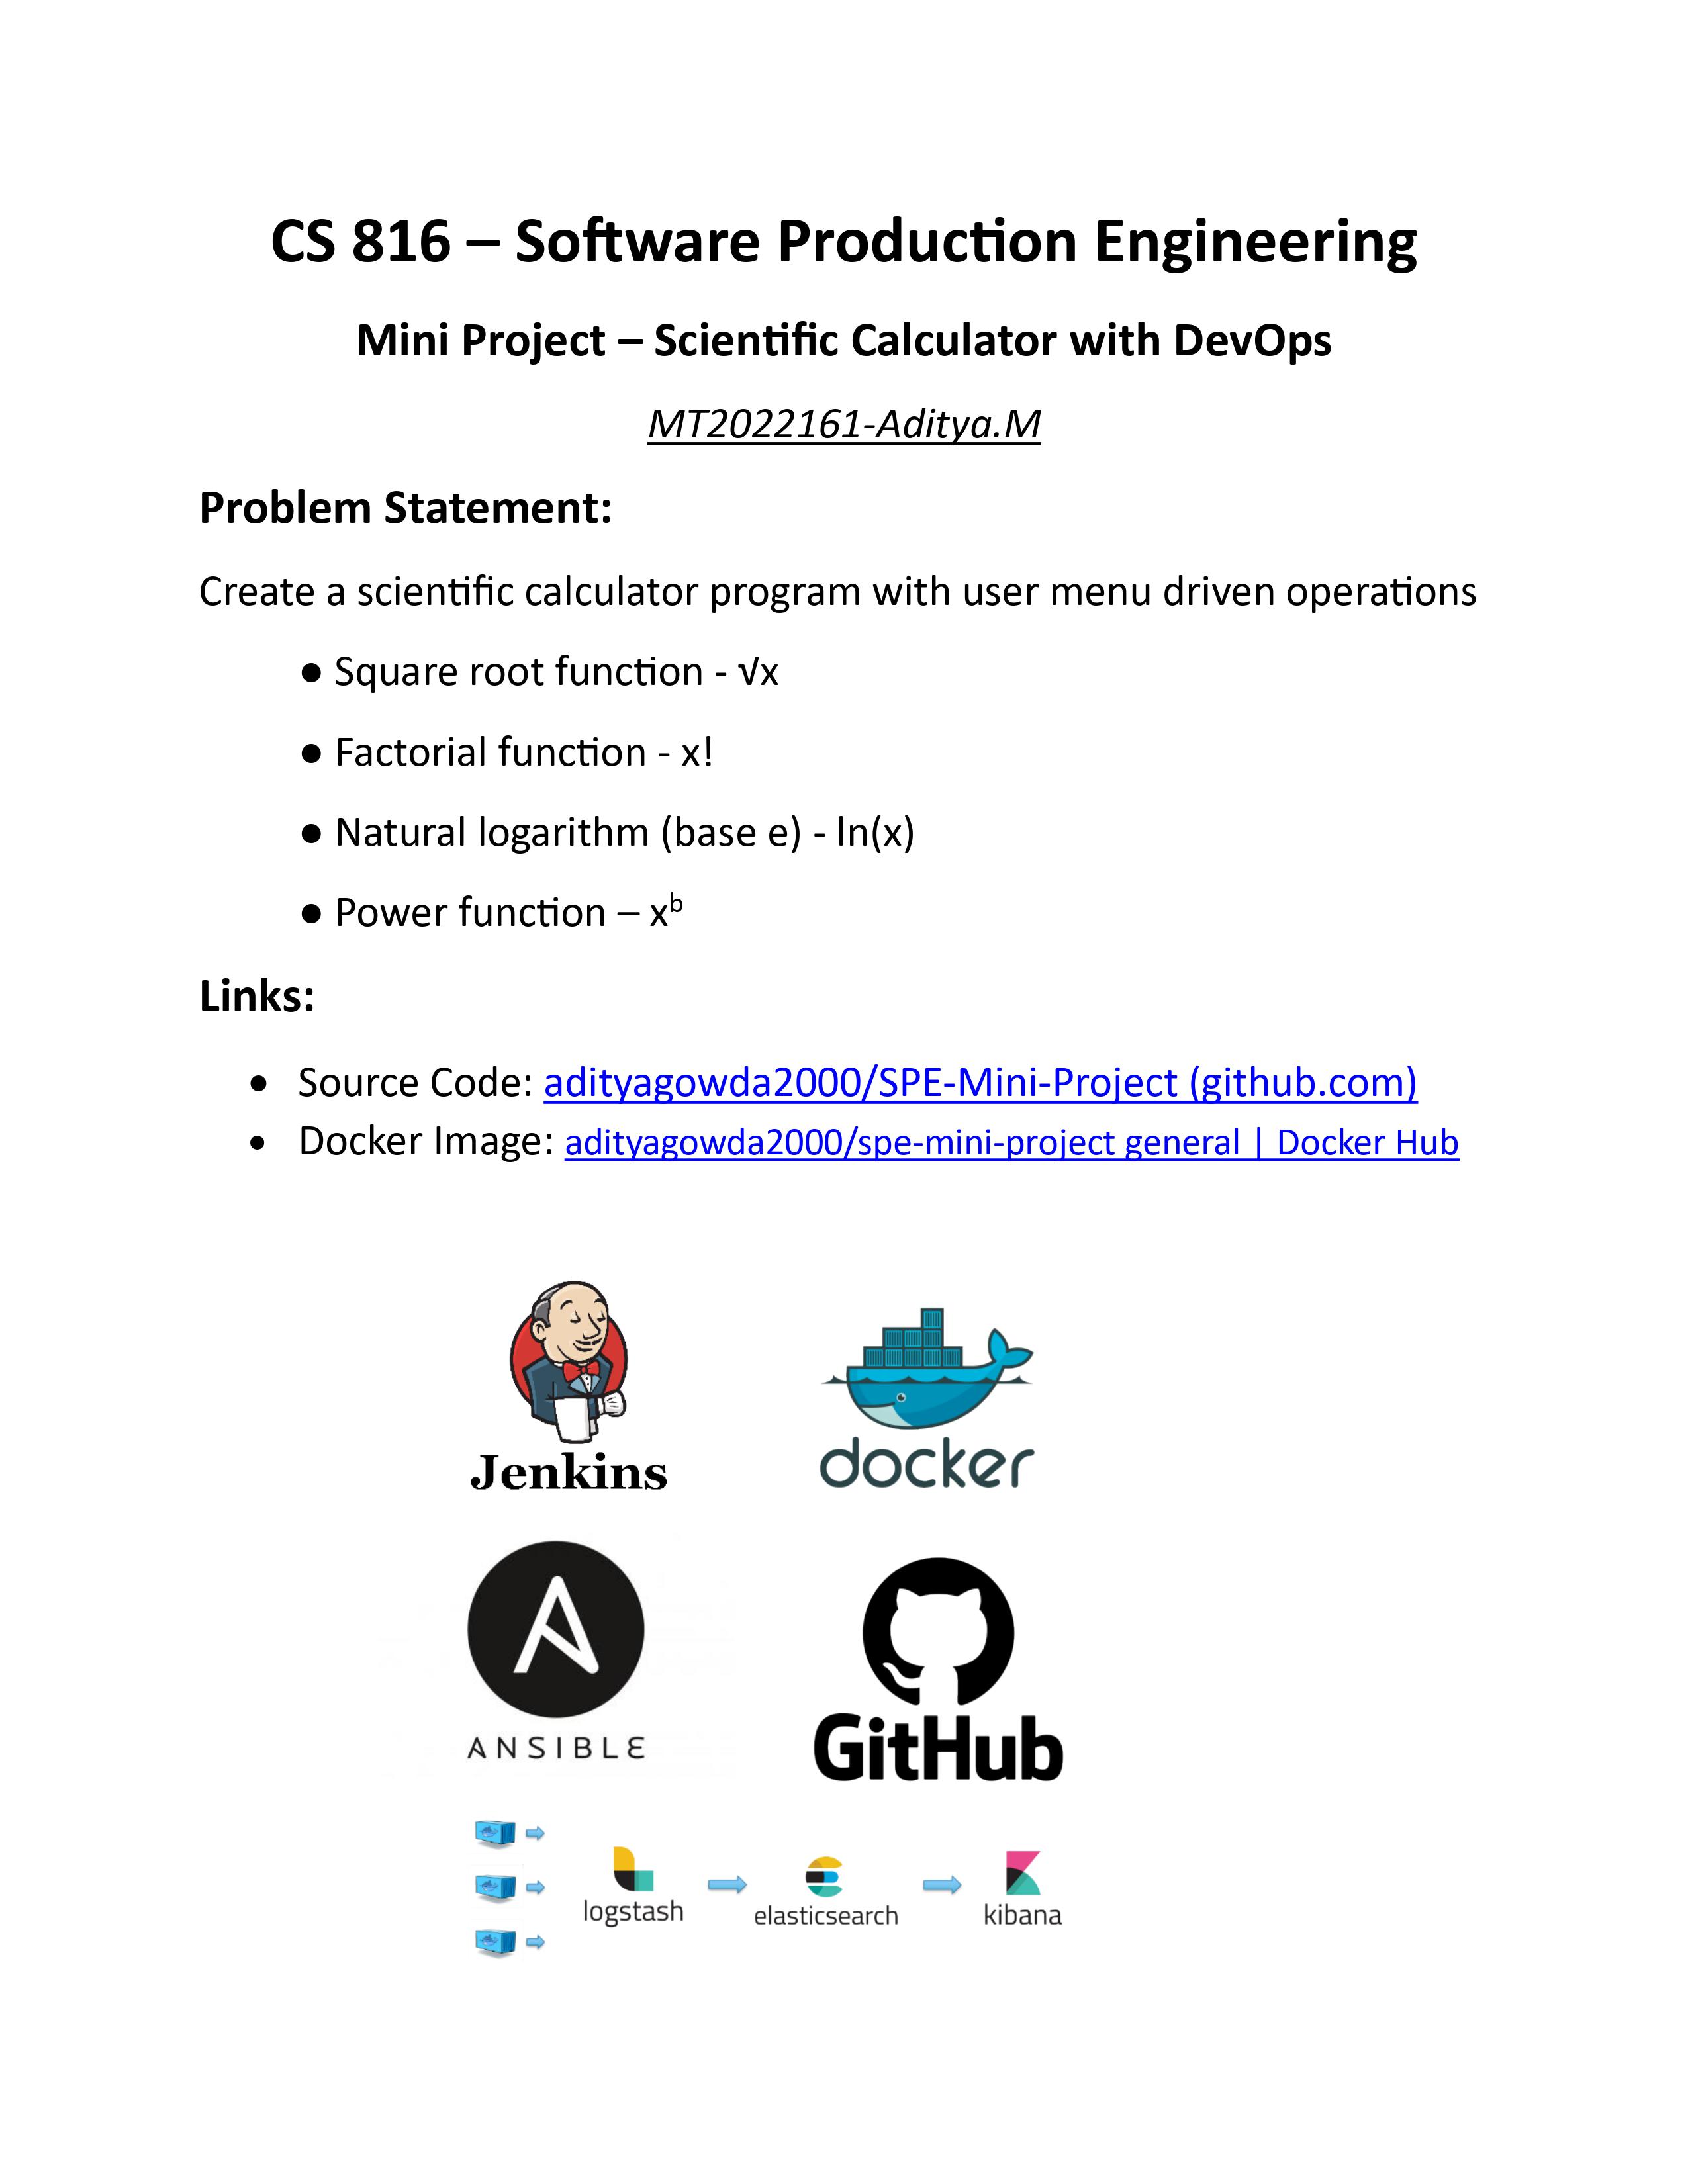 CS 816 – Software Production Engineering
Mini Project – Scientific Calculator with DevOps
MT2022161-Aditya.M
Problem Statement:
Create a scientific calculator program with user menu driven operations
● Square root function - √x
● Factorial function - x!
● Natural logarithm (base e) - ln(x)
● Power function – xᵇ
Links:
• Source Code: adityagowda2000/SPE-Mini-Project (github.com)
• Docker Image: adityagowda2000/spe-mini-project general | Docker Hub
Jenkins
docker
ANSIBLE
GitHub
logstash
elasticsearch
kibana